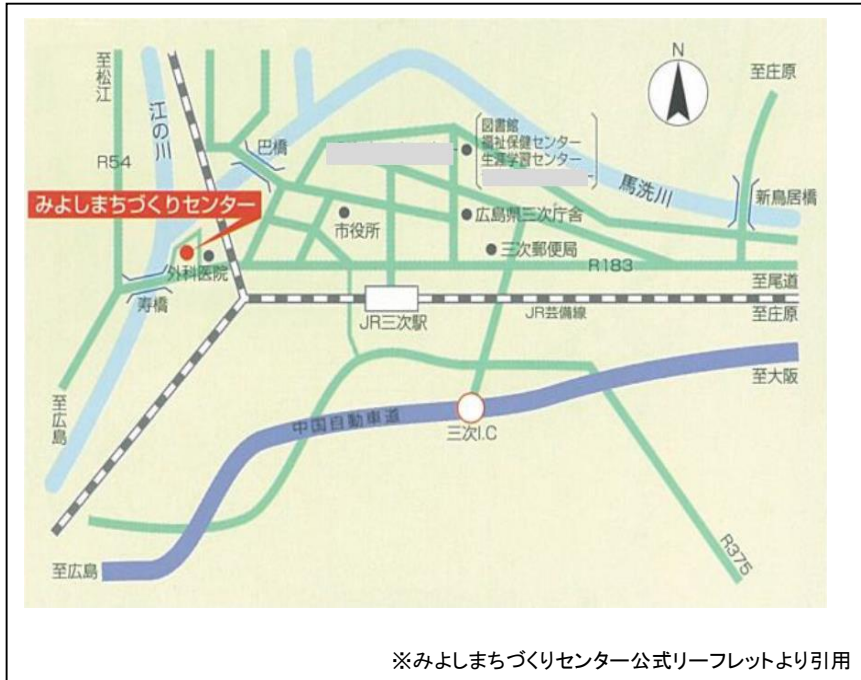 N
至松江
江の川
至庄原
図書館
福祉保健センター
生涯学習センター
巴橋
R54
馬洗川
新鳥居橋
みよしまちづくりセンター
市役所
広島県三次庁舎
三次郵便局
外科医院
R183
寿橋
至尾道
JR三次駅
JR芸備線
至庄原
至大阪
至広島
中国自動車道
三次I.C
R375
至広島
※みよしまちづくりセンター公式リーフレットより引用